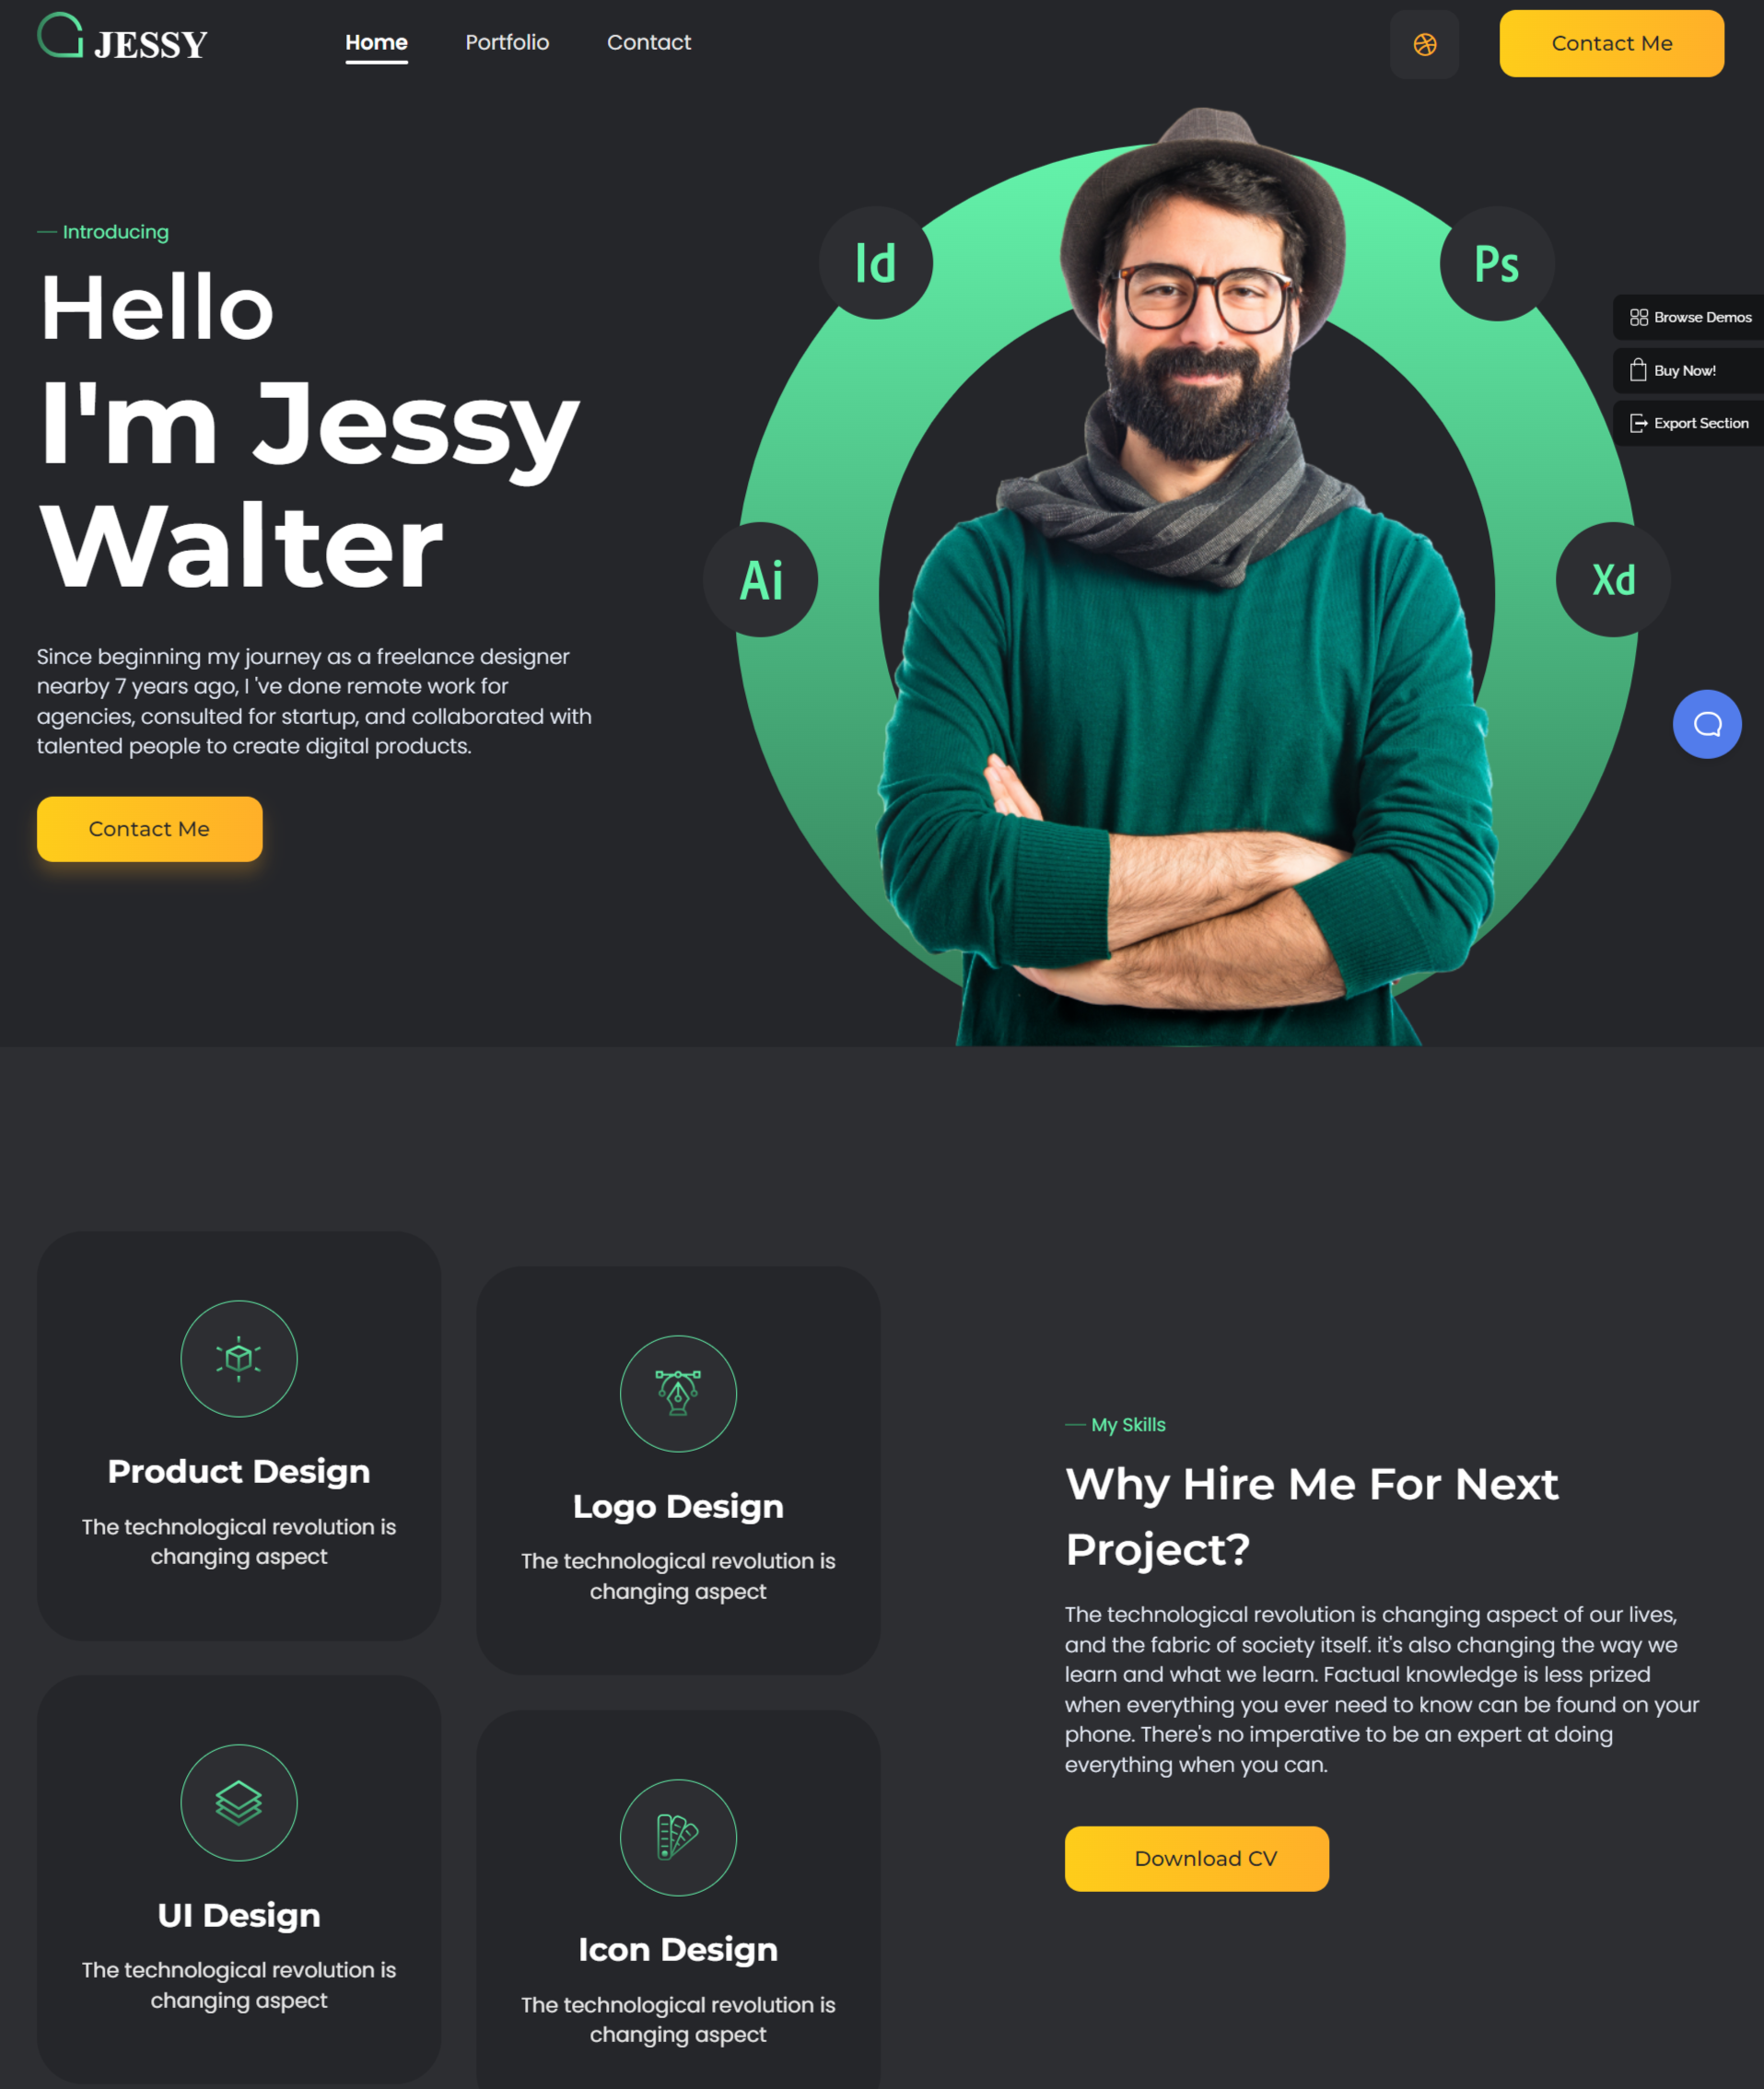 JESSY
Home
Portfolio
Contact
Contact Me
Introducing
Hello
I'm Jessy
Walter
Since beginning my journey as a freelance designer
nearby 7 years ago, I 've done remote work for
agencies, consulted for startup, and collaborated with
talented people to create digital products.
Contact Me
Id
Ps
Ai
Xd
Browse Demos
Buy Now!
Export Section
Product Design
The technological revolution is
changing aspect
Logo Design
The technological revolution is
changing aspect
UI Design
The technological revolution is
changing aspect
Icon Design
The technological revolution is
changing aspect
My Skills
Why Hire Me For Next
Project?
The technological revolution is changing aspect of our lives,
and the fabric of society itself. it's also changing the way we
learn and what we learn. Factual knowledge is less prized
when everything you ever need to know can be found on your
phone. There's no imperative to be an expert at doing
everything when you can.
Download CV